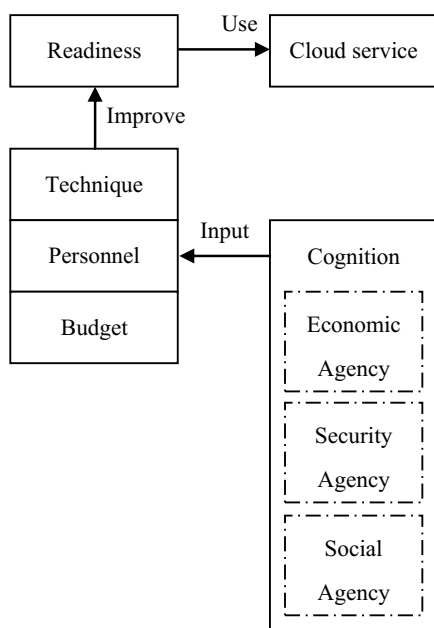 Use
Readiness
Cloud service
Improve
Technique
Input
Personnel
Cognition
Budget
Economic
Agency
Security
Agency
Social
Agency